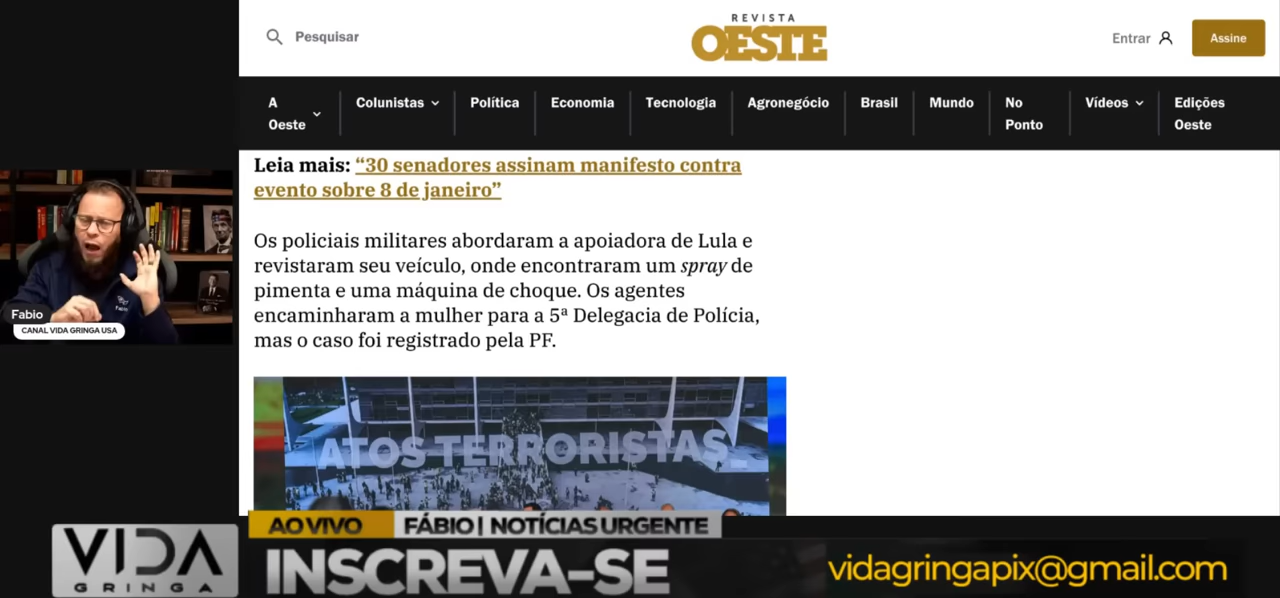 REVISTA
OESTE
Pesquisar
Entrar
Assine
A
Oeste
Colunistas
Política
Economia
Tecnologia
Agronegócio
Brasil
Mundo
No
Ponto
Vídeos
Edições
Oeste
Leia mais: “30 senadores assinam manifesto contra
evento sobre 8 de janeiro”
Os policiais militares abordaram a apoiadora de Lula e
revistaram seu veículo, onde encontraram um spray de
pimenta e uma máquina de choque. Os agentes
encaminharam a mulher para a 5ª Delegacia de Polícia,
mas o caso foi registrado pela PF.
ATOS TERRORISTAS_
Fabio
CANAL VIDA GRINGA USA
VIDA
GRINGA
AO VIVO
FÁBIO | NOTÍCIAS URGENTE
INSCREVA-SE
vidagringapix@gmail.com